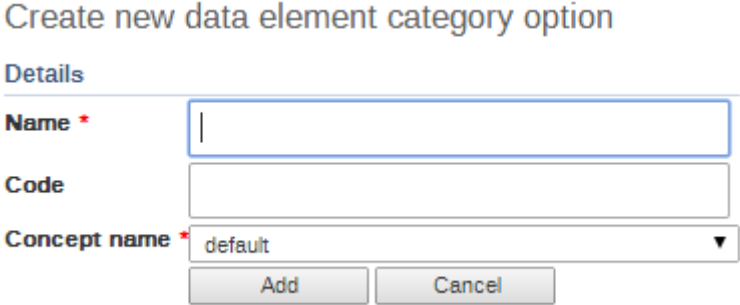 Create new data element category option
Details
Name *
Code
Concept name * default
Add Cancel